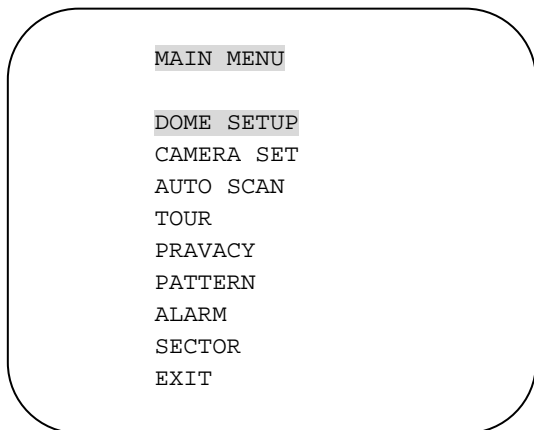 MAIN MENU
DOME SETUP
CAMERA SET
AUTO SCAN
TOUR
PRAVACY
PATTERN
ALARM
SECTOR
EXIT